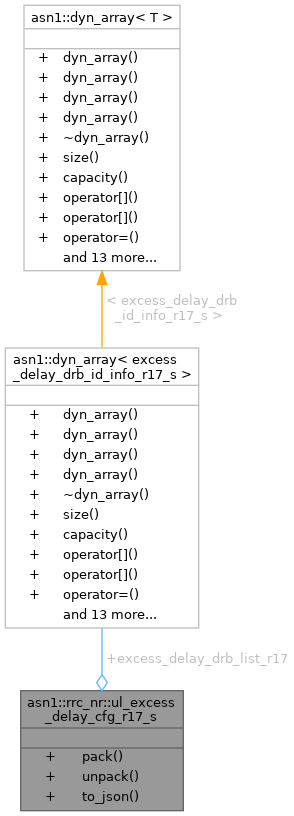 asn1::dyn_array< T >
+ dyn_array()
+ dyn_array()
+ dyn_array()
+ dyn_array()
+ ~dyn_array()
+ size()
+ capacity()
+ operator[]()
+ operator[]()
+ operator=()
and 13 more...
< excess_delay_drb
_id_info_r17_s >
asn1::dyn_array< excess
_delay_drb_id_info_r17_s >
+ dyn_array()
+ dyn_array()
+ dyn_array()
+ dyn_array()
+ ~dyn_array()
+ size()
+ capacity()
+ operator[]()
+ operator[]()
+ operator=()
and 13 more...
+excess_delay_drb_list_r17
asn1::rrc_nr::ul_excess
_delay_cfg_r17_s
+ pack()
+ unpack()
+ to_json()